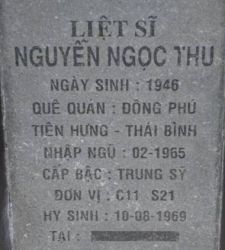 LIỆT SĨ
NGUYỄN NGỌC THU
NGÀY SINH : 1946
QUÊ QUÁN : ĐÔNG PHÚ
TIÊN HƯNG - THÁI BÌNH
NHẬP NGŨ : 02-1965
CẤP BẬC : TRUNG SỸ
ĐƠN VỊ : C11 S21
HY SINH : 10-08-1969
TẠI :